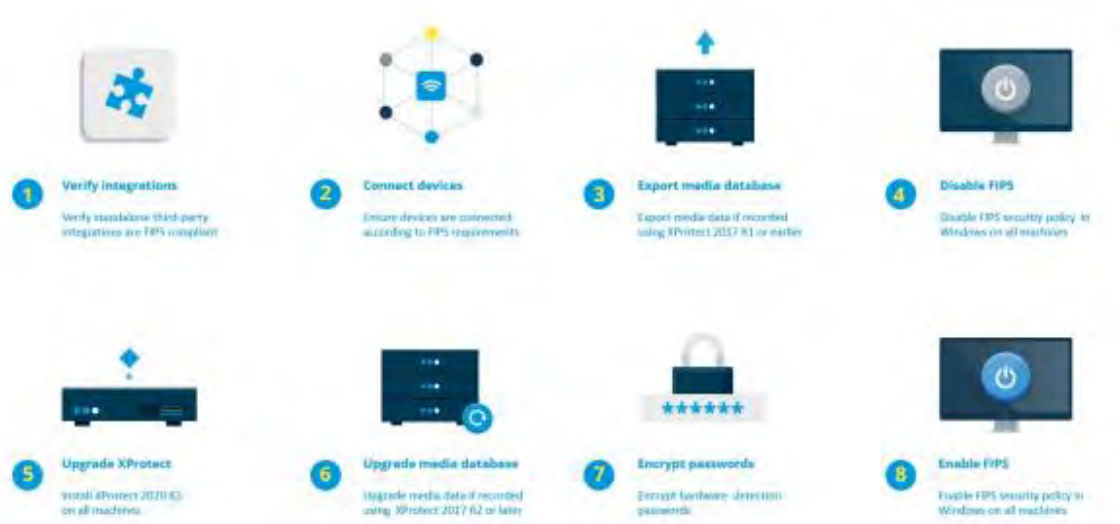 1
Verify integrations
Verify standalone third-party
integrations are FIPS compliant
2
Connect devices
Ensure devices are connected
according to FIPS requirements
3
Export media database
Export media data if recorded
using XProtect 2017 R1 or earlier
4
Disable FIPS
Disable FIPS security policy in
Windows on all machines
5
Upgrade XProtect
Install XProtect 2020 R3
on all machines
6
Upgrade media database
Upgrade media data if recorded
using XProtect 2017 R2 or later
7
******
Encrypt passwords
Encrypt hardware detection
passwords
8
Enable FIPS
Enable FIPS security policy in
Windows on all machines